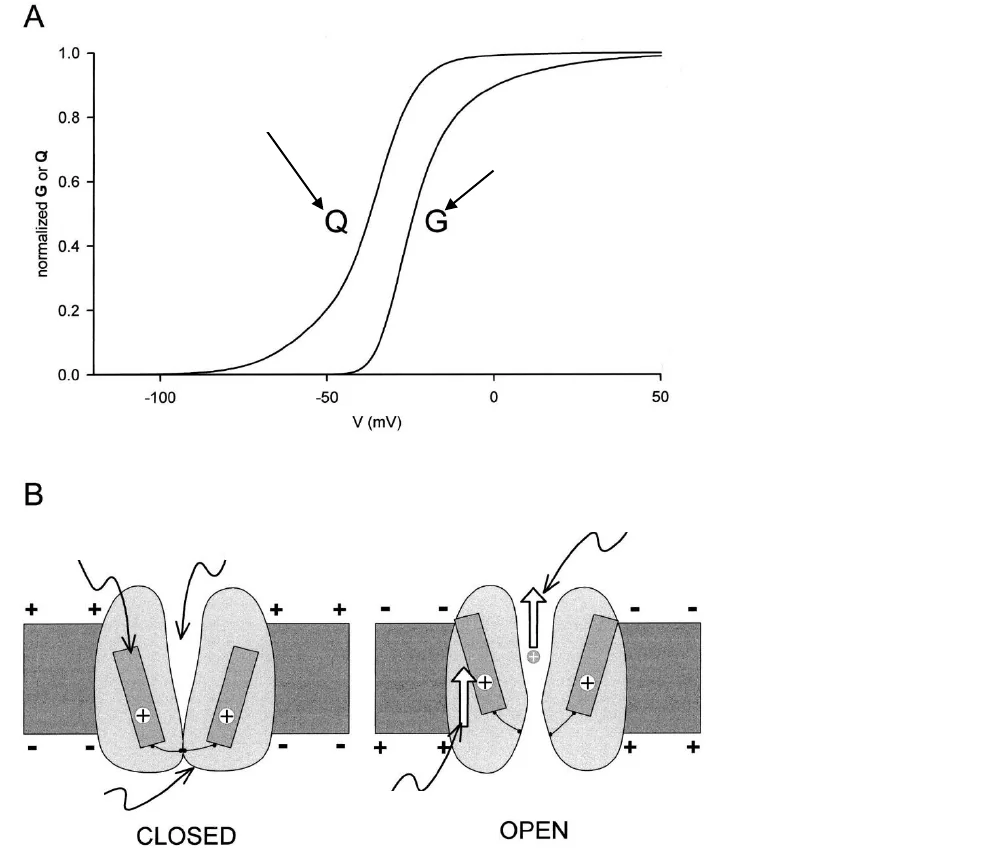 A
1.0
0.8
0.6
0.4
0.2
0.0
normalized G or Q
Q
G
-100
-50
0
50
V (mV)
B
+ + + +
- - - -
+ +
- - - -
+ + + +
+ + +
CLOSED
OPEN